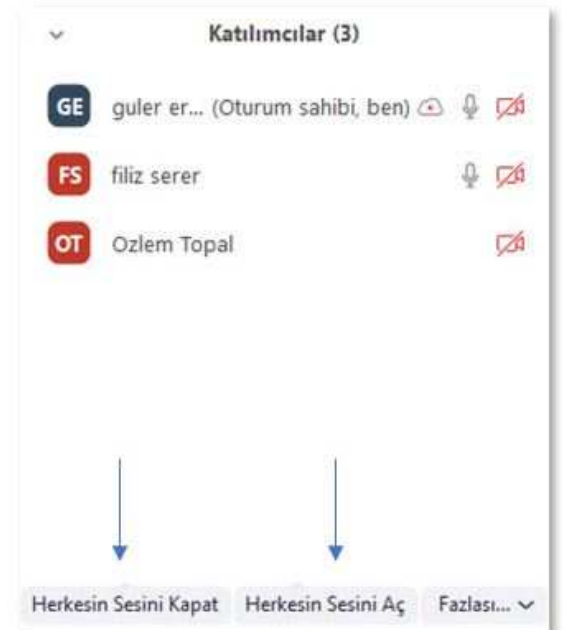 Katılımcılar (3)
GE guler er... (Oturum sahibi, ben)
FS filiz serer
OT Ozlem Topal
Herkesin Sesini Kapat Herkesin Sesini Aç Fazlası...